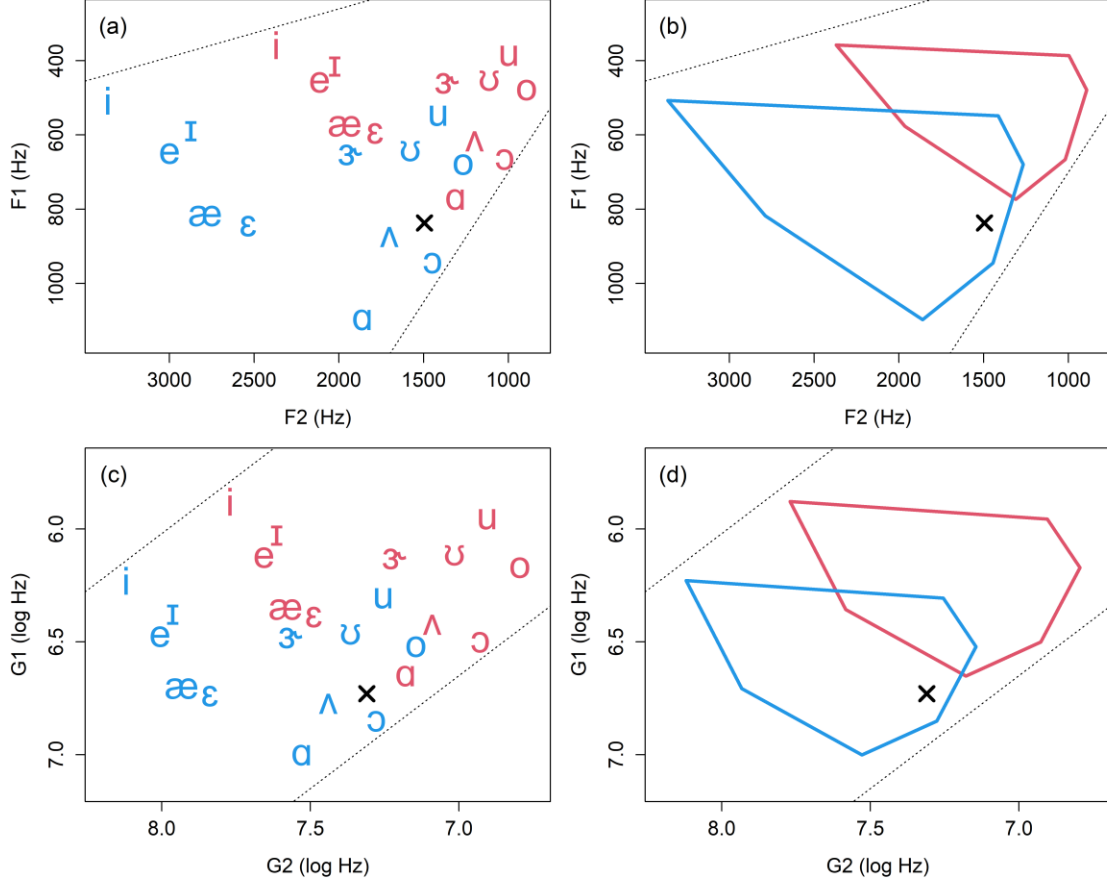 (a)
i
u
eɪ
ɝ ʊ o
400
i
u
ɪ
e
æ ɛ
600
ʌ
ɝ ʊ o ɔ
ɑ
800
æ ɛ
ʌ
ɔ
1000
ɑ
F1 (Hz)
3000 2500 2000 1500 1000
F2 (Hz)
(b)
400
600
800
1000
F1 (Hz)
3000 2500 2000 1500 1000
F2 (Hz)
(c)
i
u
6.0
eɪ
ɝ ʊ o
i
u
ɪ
æ ɛ
ʌ
e
ɝ ʊ o ɔ
6.5
ɑ
æ ɛ
ʌ
ɔ
7.0
ɑ
G1 (log Hz)
8.0 7.5 7.0
G2 (log Hz)
(d)
6.0
6.5
7.0
G1 (log Hz)
8.0 7.5 7.0
G2 (log Hz)